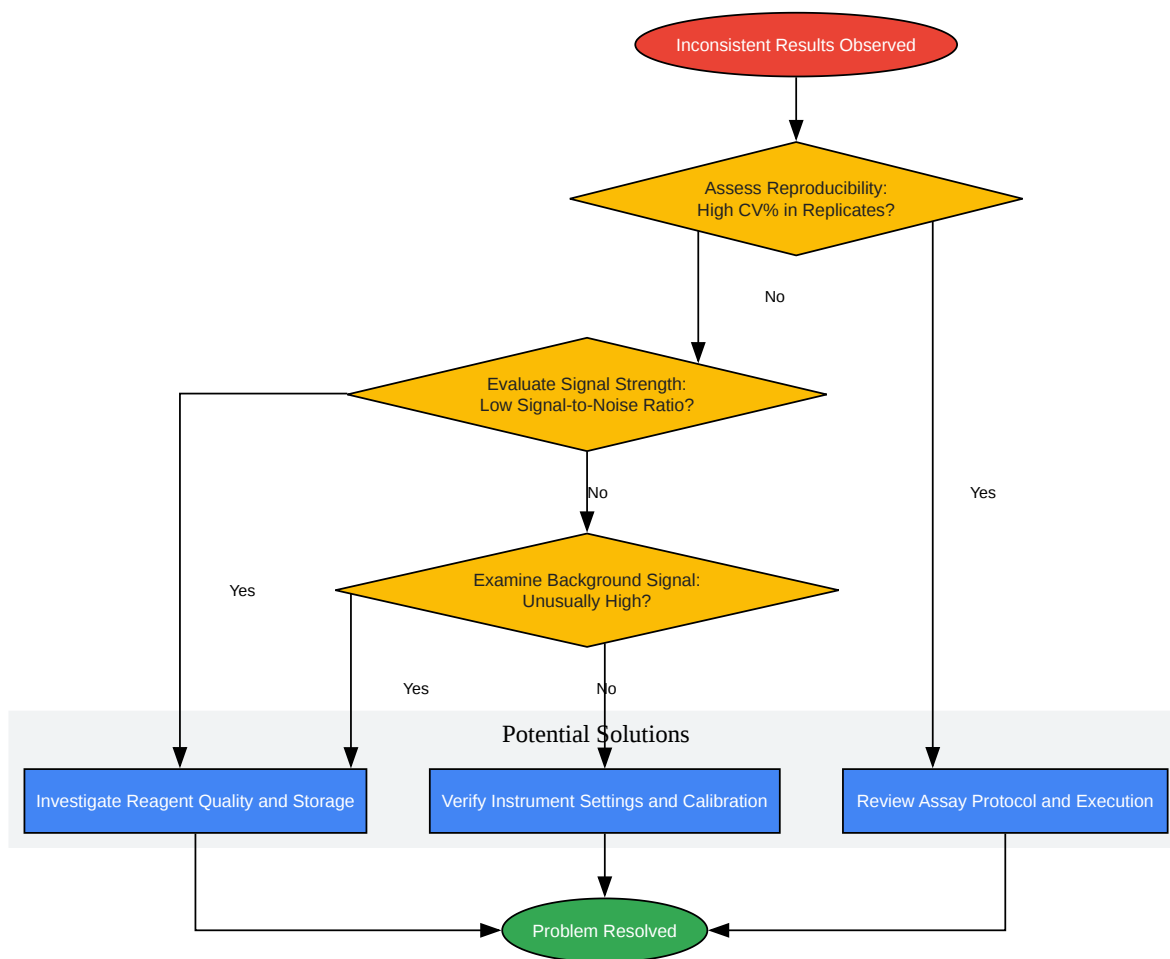 Inconsistent Results Observed
Assess Reproducibility:
High CV% in Replicates?
No
Evaluate Signal Strength:
Low Signal-to-Noise Ratio?
No
Yes
Examine Background Signal:
Unusually High?
Yes
Yes
No
Potential Solutions
Investigate Reagent Quality and Storage
Verify Instrument Settings and Calibration
Review Assay Protocol and Execution
Problem Resolved